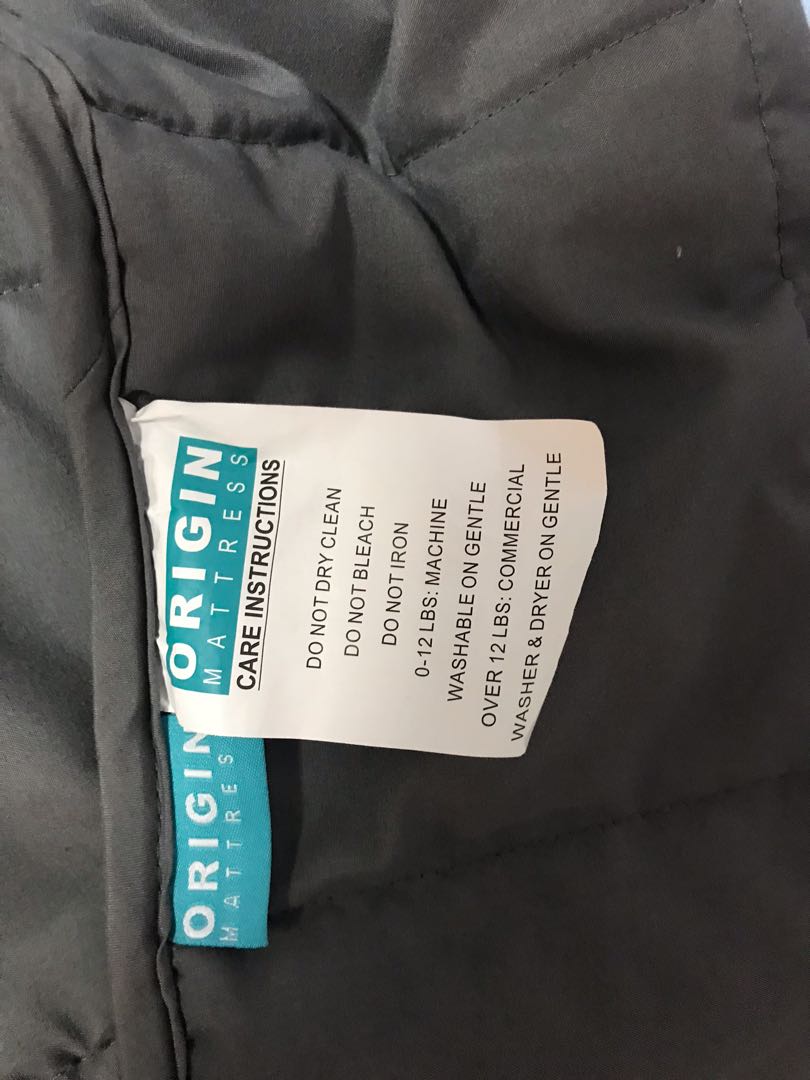 ORIGIN
MATTRESS
CARE INSTRUCTIONS
DO NOT DRY CLEAN
DO NOT BLEACH
DO NOT IRON
0-12 LBS: MACHINE
WASHABLE ON GENTLE
OVER 12 LBS: COMMERCIAL
WASHER & DRYER ON GENTLE
ORIGIN
MATTRES